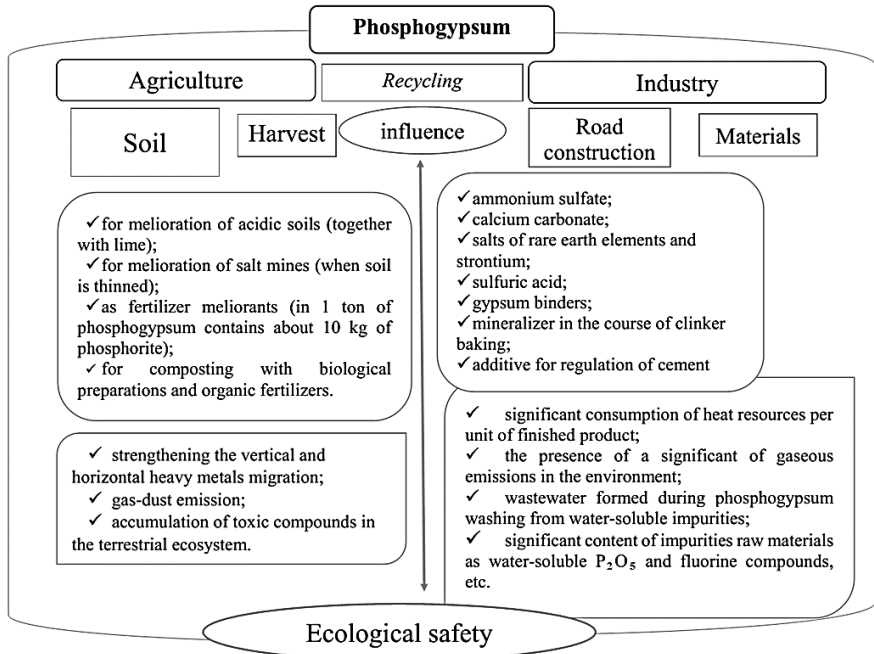 Phosphogypsum
Agriculture
Recycling
Industry
Soil
Harvest
influence
Road
construction
Materials
✓for melioration of acidic soils (together
with lime);
✓for melioration of salt mines (when soil
is thinned);
✓as fertilizer meliorants (in 1 ton of
phosphogypsum contains about 10 kg of
phosphorite);
✓for composting with biological
preparations and organic fertilizers.
✓ammonium sulfate;
✓calcium carbonate;
✓salts of rare earth elements and
strontium;
✓sulfuric acid;
✓gypsum binders;
✓mineralizer in the course of clinker
baking;
✓additive for regulation of cement
✓ strengthening the vertical and
horizontal heavy metals migration;
✓ gas-dust emission;
✓ accumulation of toxic compounds in
the terrestrial ecosystem.
✓ significant consumption of heat resources per
unit of finished product;
✓ the presence of a significant of gaseous
emissions in the environment;
✓ wastewater formed during phosphogypsum
washing from water-soluble impurities;
✓ significant content of impurities raw materials
as water-soluble P₂O₅ and fluorine compounds,
etc.
Ecological safety